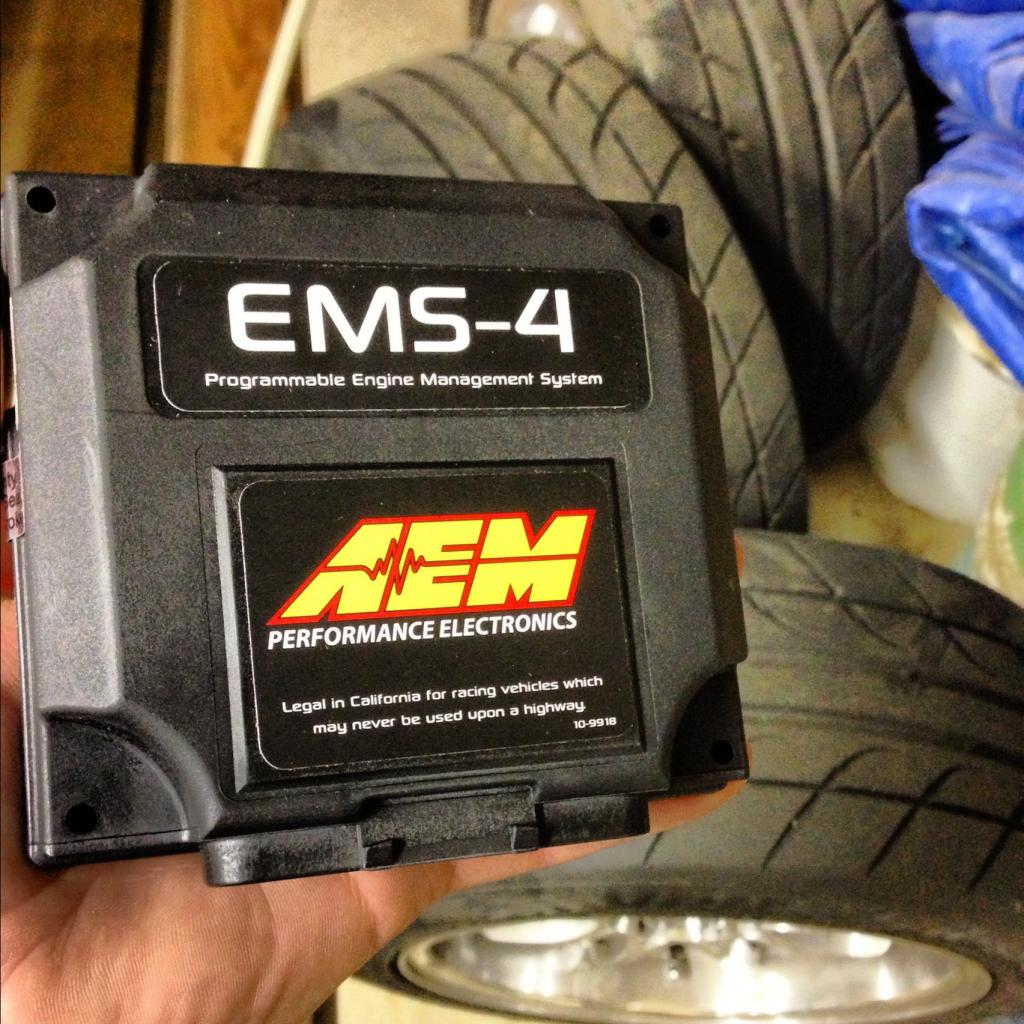 EMS-4
Programmable Engine Management System
AEM
PERFORMANCE ELECTRONICS
Legal in California for racing vehicles which
may never be used upon a highway.
10-9918